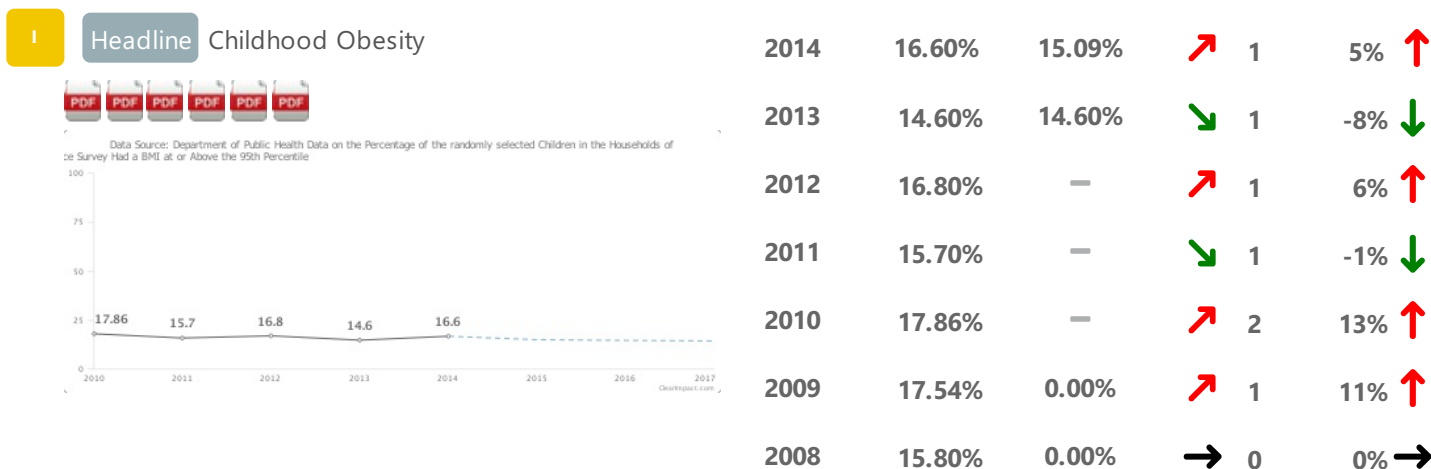 I Headline Childhood Obesity
PDF PDF PDF PDF PDF PDF
Data Source: Department of Public Health Data on the Percentage of the randomly selected Children in the Households of
ce Survey Had a BMI at or Above the 95th Percentile
100
75
50
25
0
17.86 15.7 16.8 14.6 16.6
2010 2011 2012 2013 2014 2015 2016 2017
ClearImpact.com
2014 16.60% 15.09% 1 5%
2013 14.60% 14.60% 1 -8%
2012 16.80% – 1 6%
2011 15.70% – 1 -1%
2010 17.86% – 2 13%
2009 17.54% 0.00% 1 11%
2008 15.80% 0.00% 0 0%